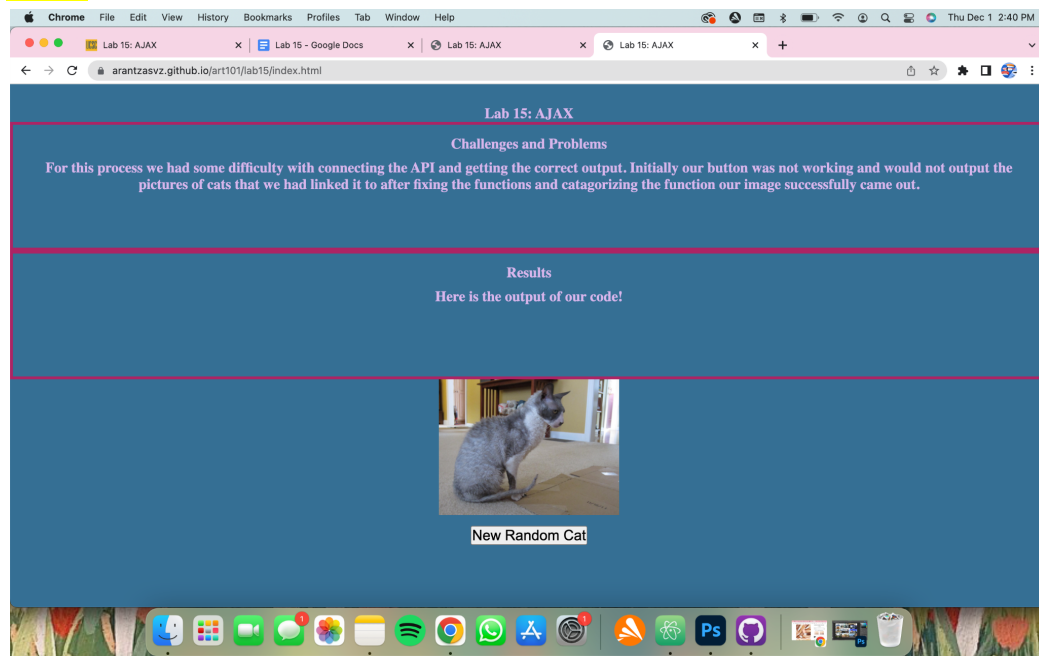 Chrome File Edit View History Bookmarks Profiles Tab Window Help Thu Dec 1 2:40 PM
Lab 15: AJAX Lab 15 - Google Docs Lab 15: AJAX Lab 15: AJAX
arantzasvz.github.io/art101/lab15/index.html
Lab 15: AJAX
Challenges and Problems
For this process we had some difficulty with connecting the API and getting the correct output. Initially our button was not working and would not output the
pictures of cats that we had linked it to after fixing the functions and catagorizing the function our image successfully came out.
Results
Here is the output of our code!
New Random Cat
1 1
Ps